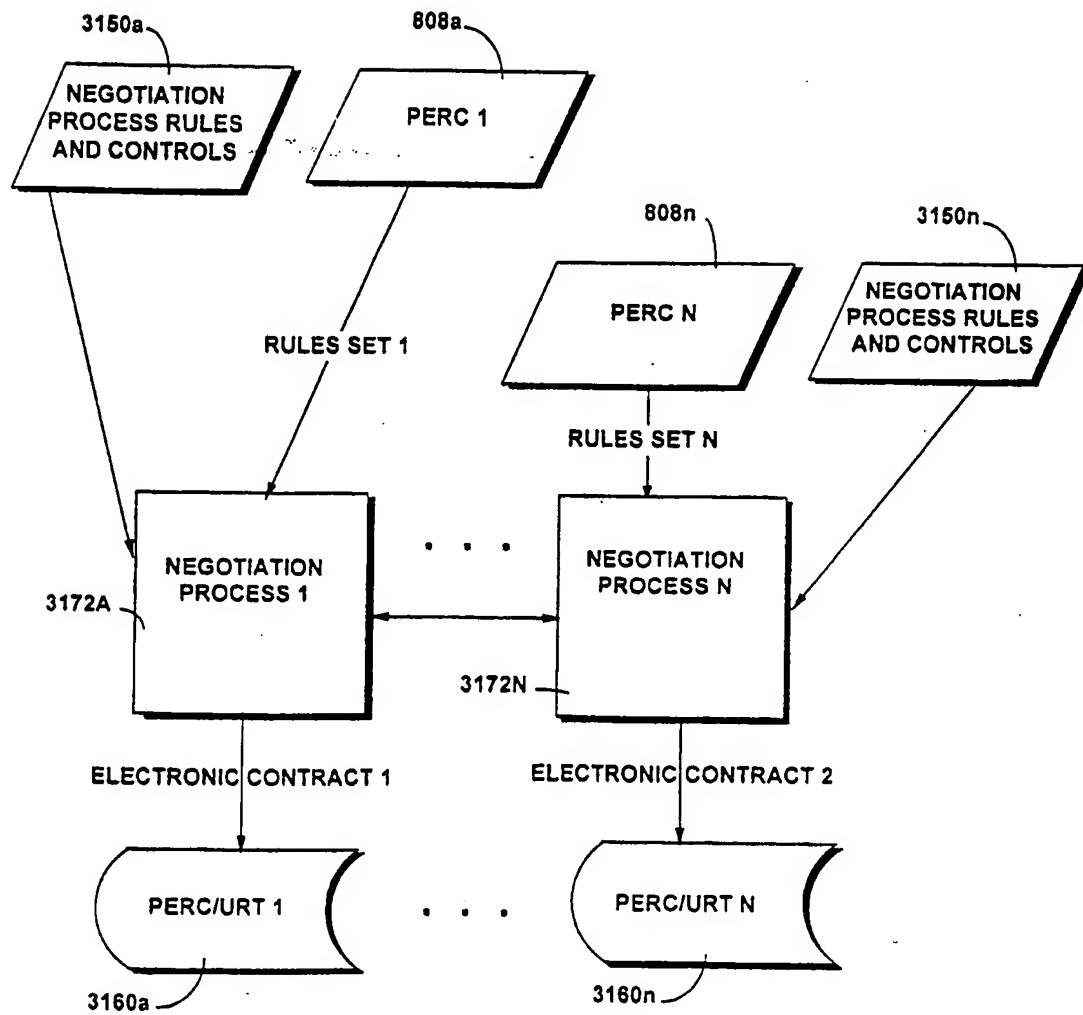 3150a
808a
NEGOTIATION
PROCESS RULES
AND CONTROLS
PERC 1
808n
3150n
PERC N
NEGOTIATION
PROCESS RULES
AND CONTROLS
RULES SET 1
RULES SET N
NEGOTIATION
PROCESS 1
. . .
NEGOTIATION
PROCESS N
3172A
3172N
ELECTRONIC CONTRACT 1
ELECTRONIC CONTRACT 2
PERC/URT 1
. . .
PERC/URT N
3160a
3160n